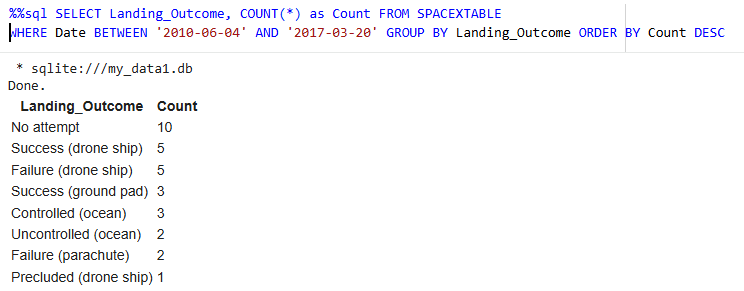 %%sql SELECT Landing_Outcome, COUNT(*) as Count FROM SPACEXTABLE
WHERE Date BETWEEN '2010-06-04' AND '2017-03-20' GROUP BY Landing_Outcome ORDER BY Count DESC
* sqlite:///my_data1.db
Done.
Landing_Outcome Count
No attempt 10
Success (drone ship) 5
Failure (drone ship) 5
Success (ground pad) 3
Controlled (ocean) 3
Uncontrolled (ocean) 2
Failure (parachute) 2
Precluded (drone ship) 1